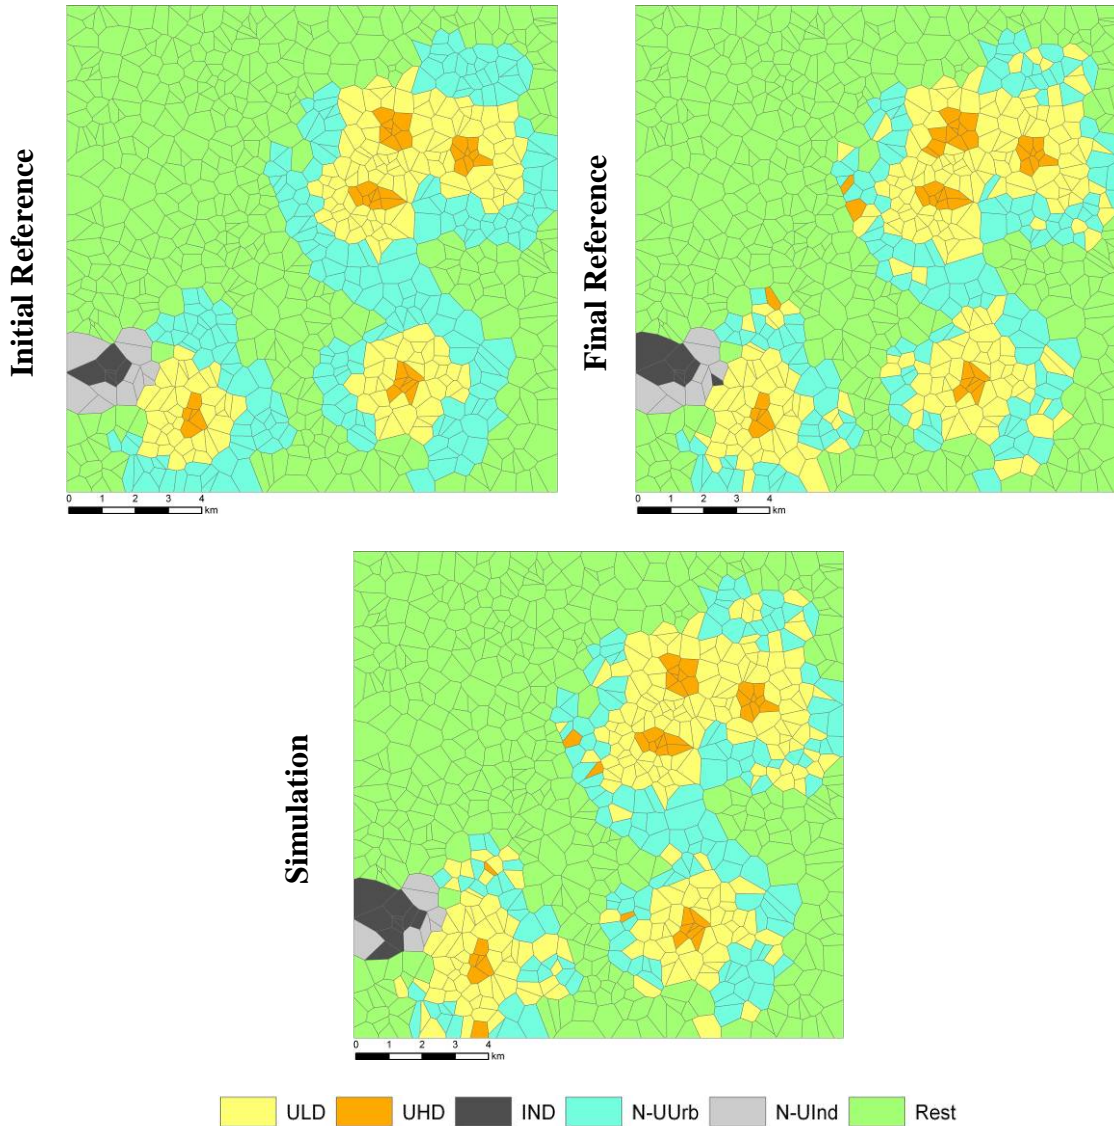 Initial Reference
0 1 2 3 4
km
Final Reference
0 1 2 3 4
km
Simulation
0 1 2 3 4
km
ULD UHD IND N-UUrb N-UInd Rest